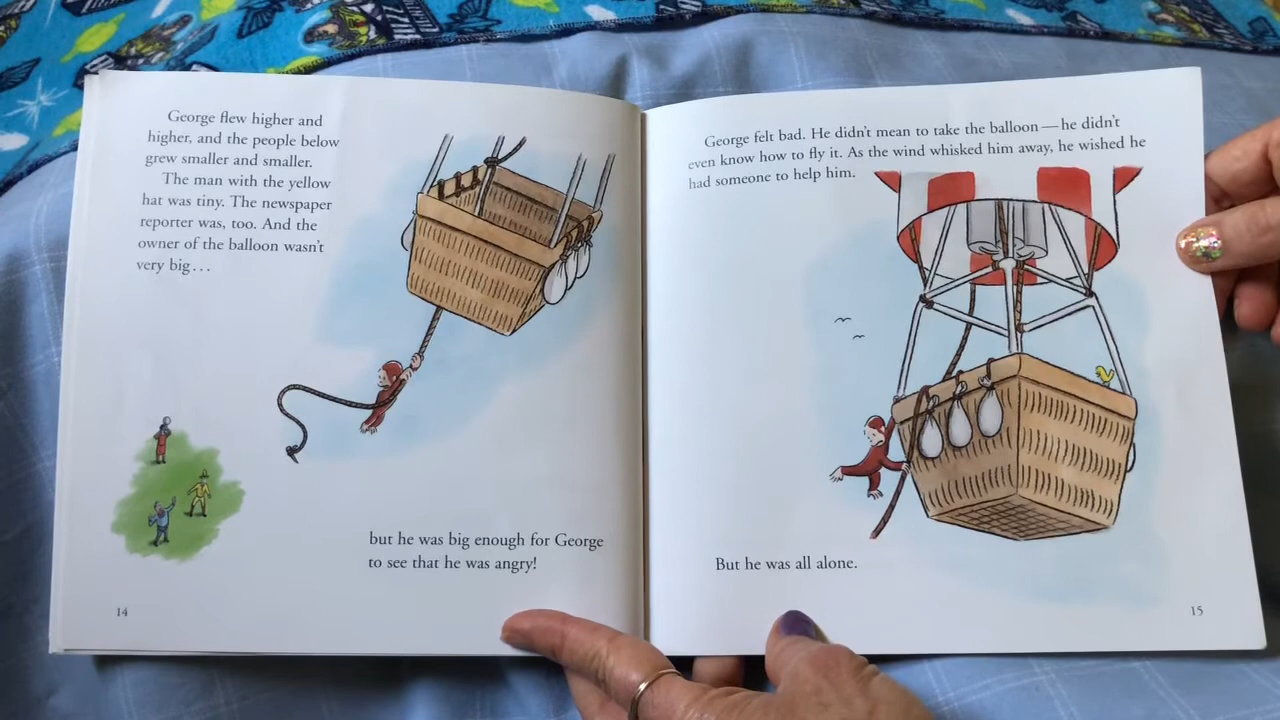 George flew higher and
higher, and the people below
grew smaller and smaller.
The man with the yellow
hat was tiny. The newspaper
reporter was, too. And the
owner of the balloon wasn't
very big . . .
but he was big enough for George
to see that he was angry!
14
George felt bad. He didn't mean to take the balloon — he didn't
even know how to fly it. As the wind whisked him away, he wished he
had someone to help him.
But he was all alone.
15